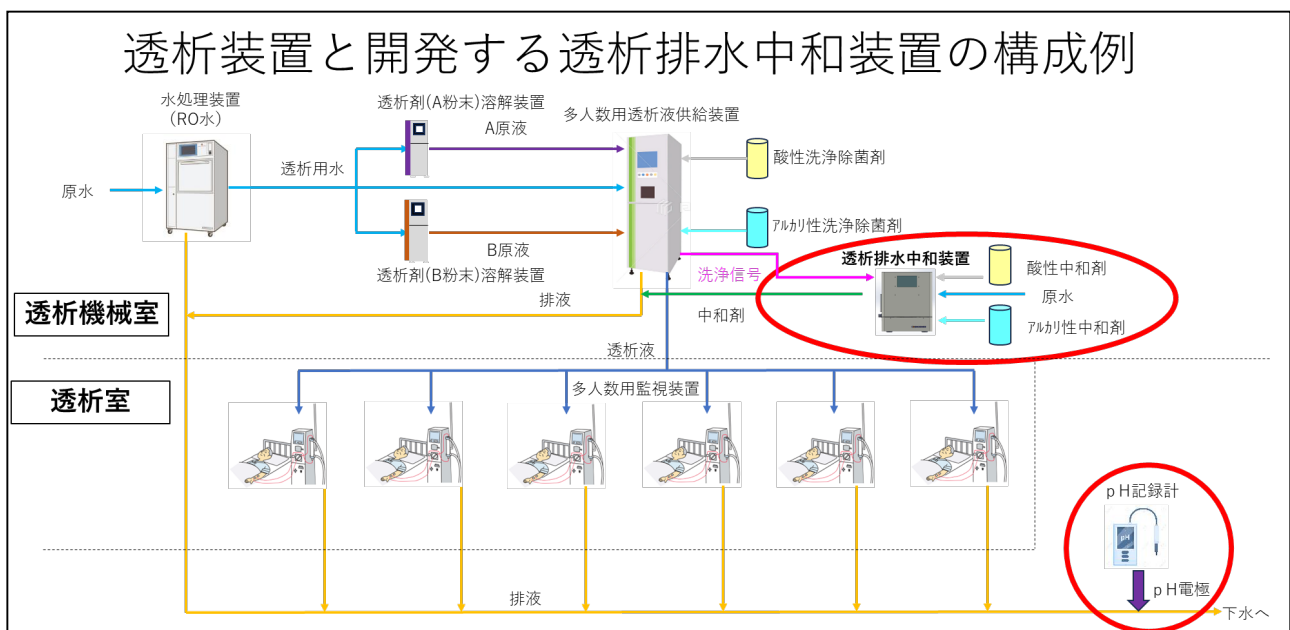 透析装置と開発する透析排水中和装置の構成例
水処理装置
(RO水)
透析剤(A粉末)溶解装置
A原液
多人数用透析液供給装置
酸性洗浄除菌剤
透析用水
原水
アルカリ性洗浄除菌剤
B原液
透析剤(B粉末)溶解装置
洗浄信号
透析排水中和装置
酸性中和剤
原水
アルカリ性中和剤
排液
中和剤
透析機械室
透析液
透析室
多人数用監視装置
pH記録計
pH
pH電極
排液
下水へ